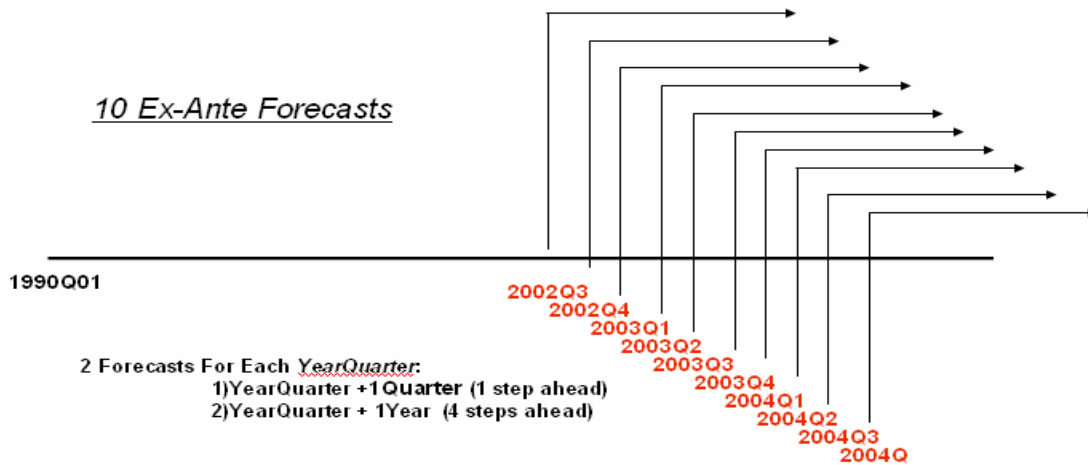 10 Ex-Ante Forecasts
1990Q01
2002Q3
2002Q4
2003Q1
2003Q2
2003Q3
2003Q4
2004Q1
2004Q2
2004Q3
2004Q
2 Forecasts For Each YearQuarter:
1)YearQuarter +1Quarter (1 step ahead)
2)YearQuarter + 1Year (4 steps ahead)